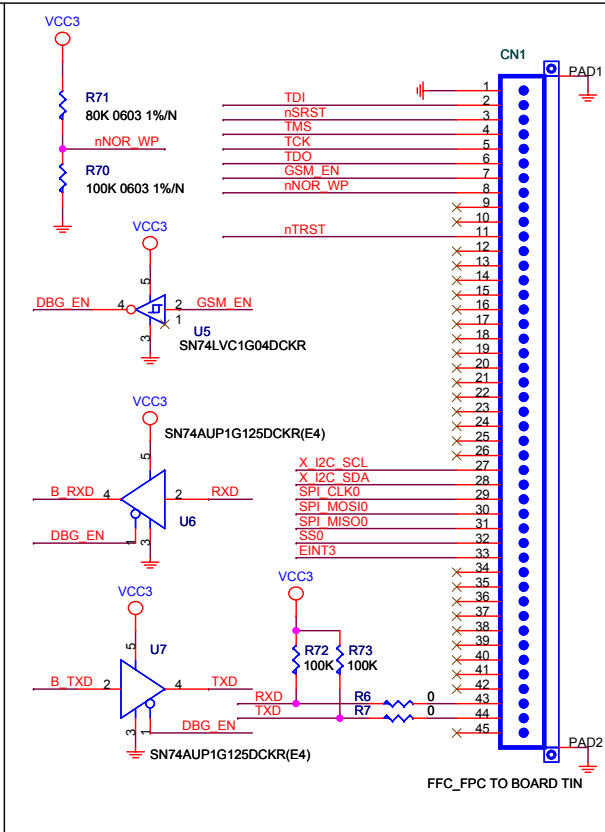 VCC3
R71
80K 0603 1%/N
nNOR_WP
R70
100K 0603 1%/N
VCC3
5
DBG_EN 4 2 GSM_EN
1
3
U5
SN74LVC1G04DCKR
VCC3
SN74AUP1G125DCKR(E4)
5
B_RXD 4 2 RXD
U6
DBG_EN 1 3
VCC3
5
U7
B_TXD 2 4 TXD
3 1 DBG_EN
SN74AUP1G125DCKR(E4)
CN1
PAD1
1
TDI 2
nSRST 3
TMS 4
TCK 5
TDO 6
GSM_EN 7
nNOR_WP 8
9
10
nTRST 11
12
13
14
15
16
17
18
19
20
21
22
23
24
25
26
X_I2C_SCL 27
X_I2C_SDA 28
SPI_CLK0 29
SPI_MOSI0 30
SPI_MISO0 31
SS0 32
EINT3 33
34
35
36
37
38
39
40
41
42
VCC3
R72
100K
R73
100K
RXD R6 0 43
TXD R7 0 44
45
PAD2
FFC_FPC TO BOARD TIN